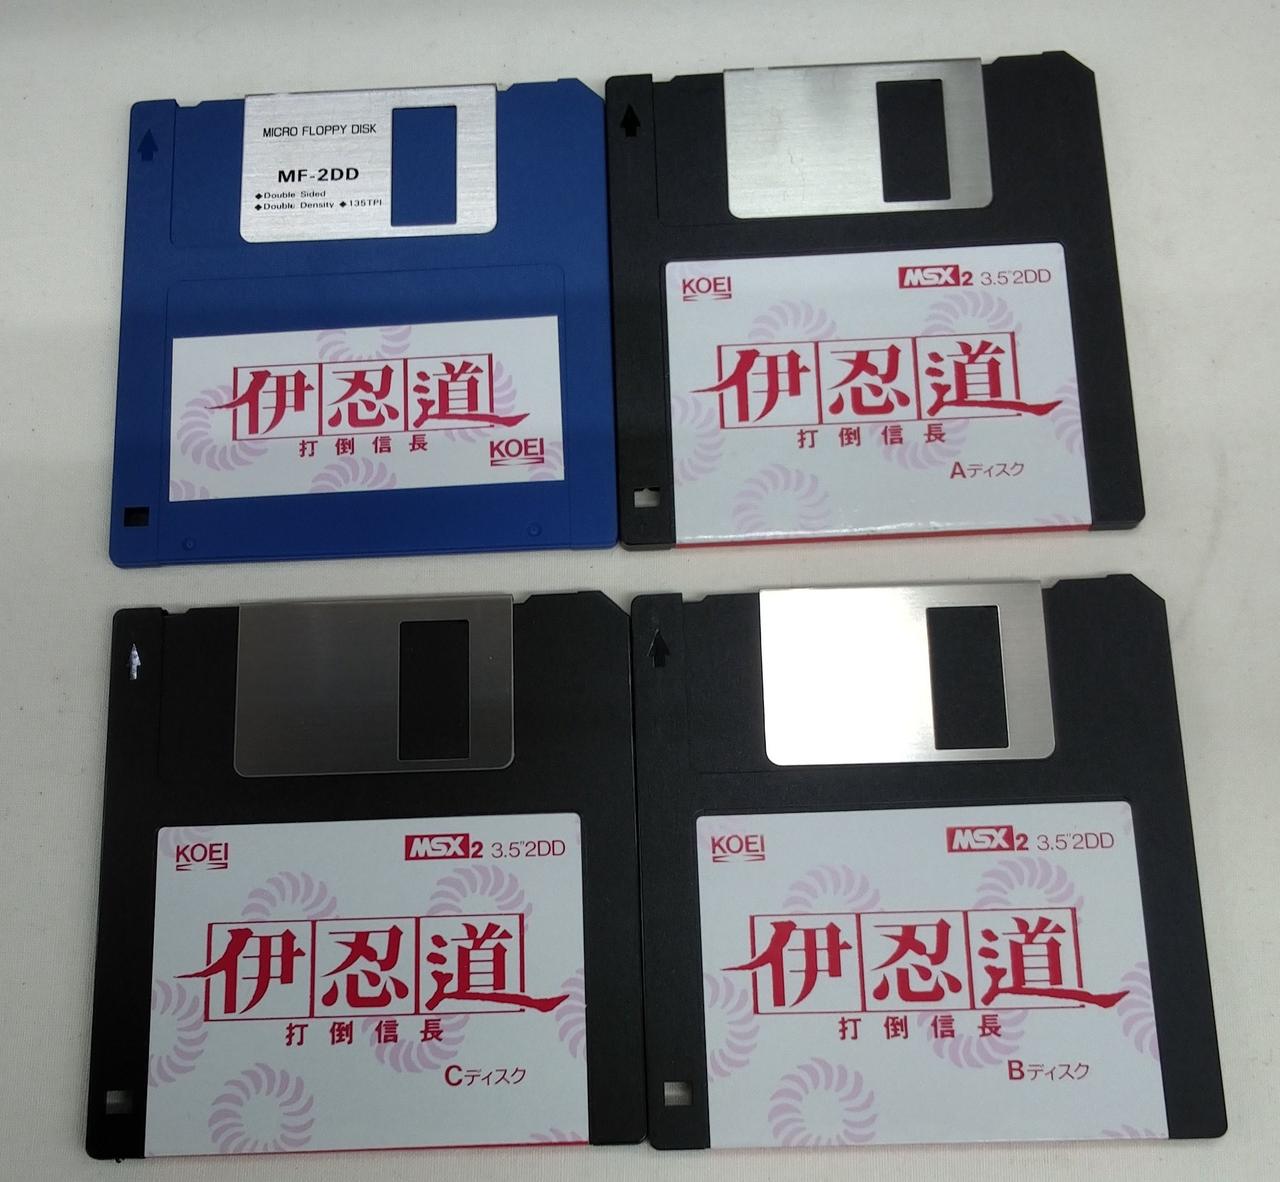 MICRO FLOPPY DISK
MF-2DD
◆Double Sided
◆Double Density ◆135TPI
伊忍道
打倒信長
KOEI
KOEI
MSX2 3.5"2DD
伊忍道
打倒信長
Aディスク
KOEI
MSX2 3.5"2DD
伊忍道
打倒信長
Cディスク
KOEI
MSX2 3.5"2DD
伊忍道
打倒信長
Bディスク